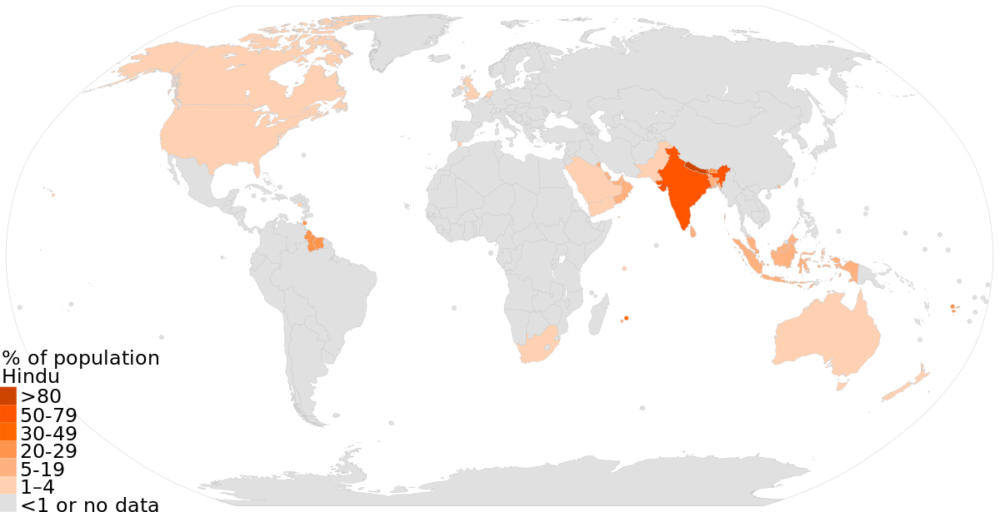 % of population
Hindu
>80
50-79
30-49
20-29
5-19
1–4
<1 or no data